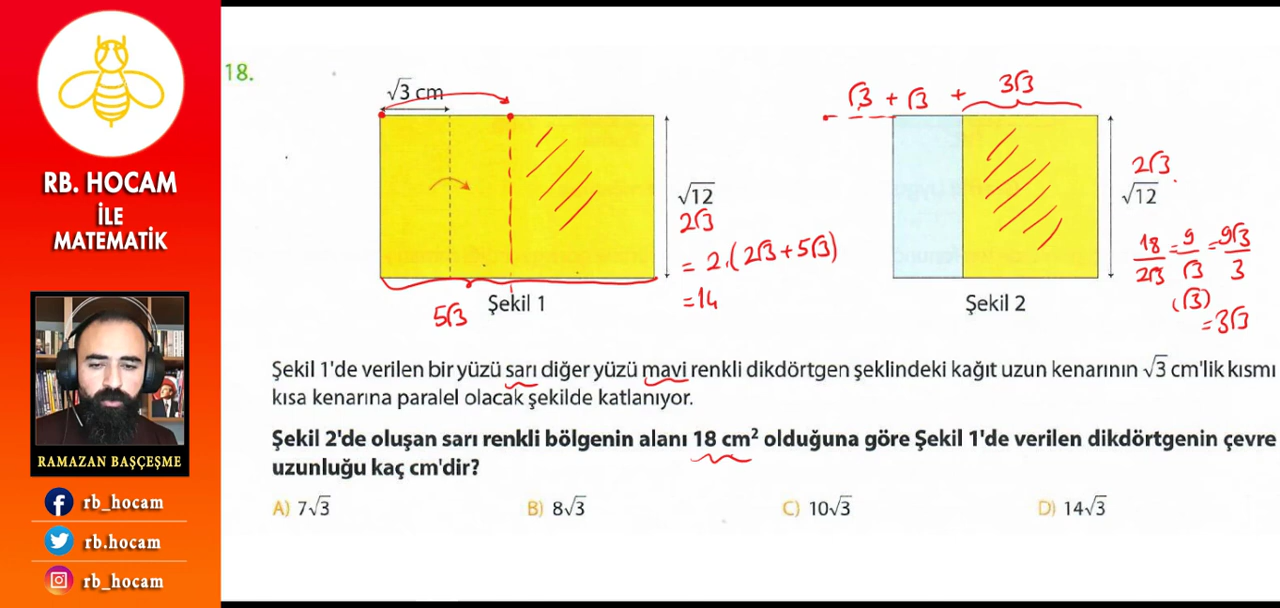 RB. HOCAM
İLE
MATEMATİK
RAMAZAN BAŞÇEŞME
rb_hocam
rb.hocam
rb_hocam
18.
√3 cm
√12
2√3
= 2.(2√3+5√3)
=14
5√3
Şekil 1
√3 + √3 + 3√3
2√3
√12
18/2√3 = 9/√3 = 9√3/3
(√3)
=3√3
Şekil 2
Şekil 1'de verilen bir yüzü sarı diğer yüzü mavi renkli dikdörtgen şeklindeki kağıt uzun kenarının √3 cm'lik kısmı
kısa kenarına paralel olacak şekilde katlanıyor.
Şekil 2'de oluşan sarı renkli bölgenin alanı 18 cm² olduğuna göre Şekil 1'de verilen dikdörtgenin çevre
uzunluğu kaç cm'dir?
A) 7√3 B) 8√3 C) 10√3 D) 14√3